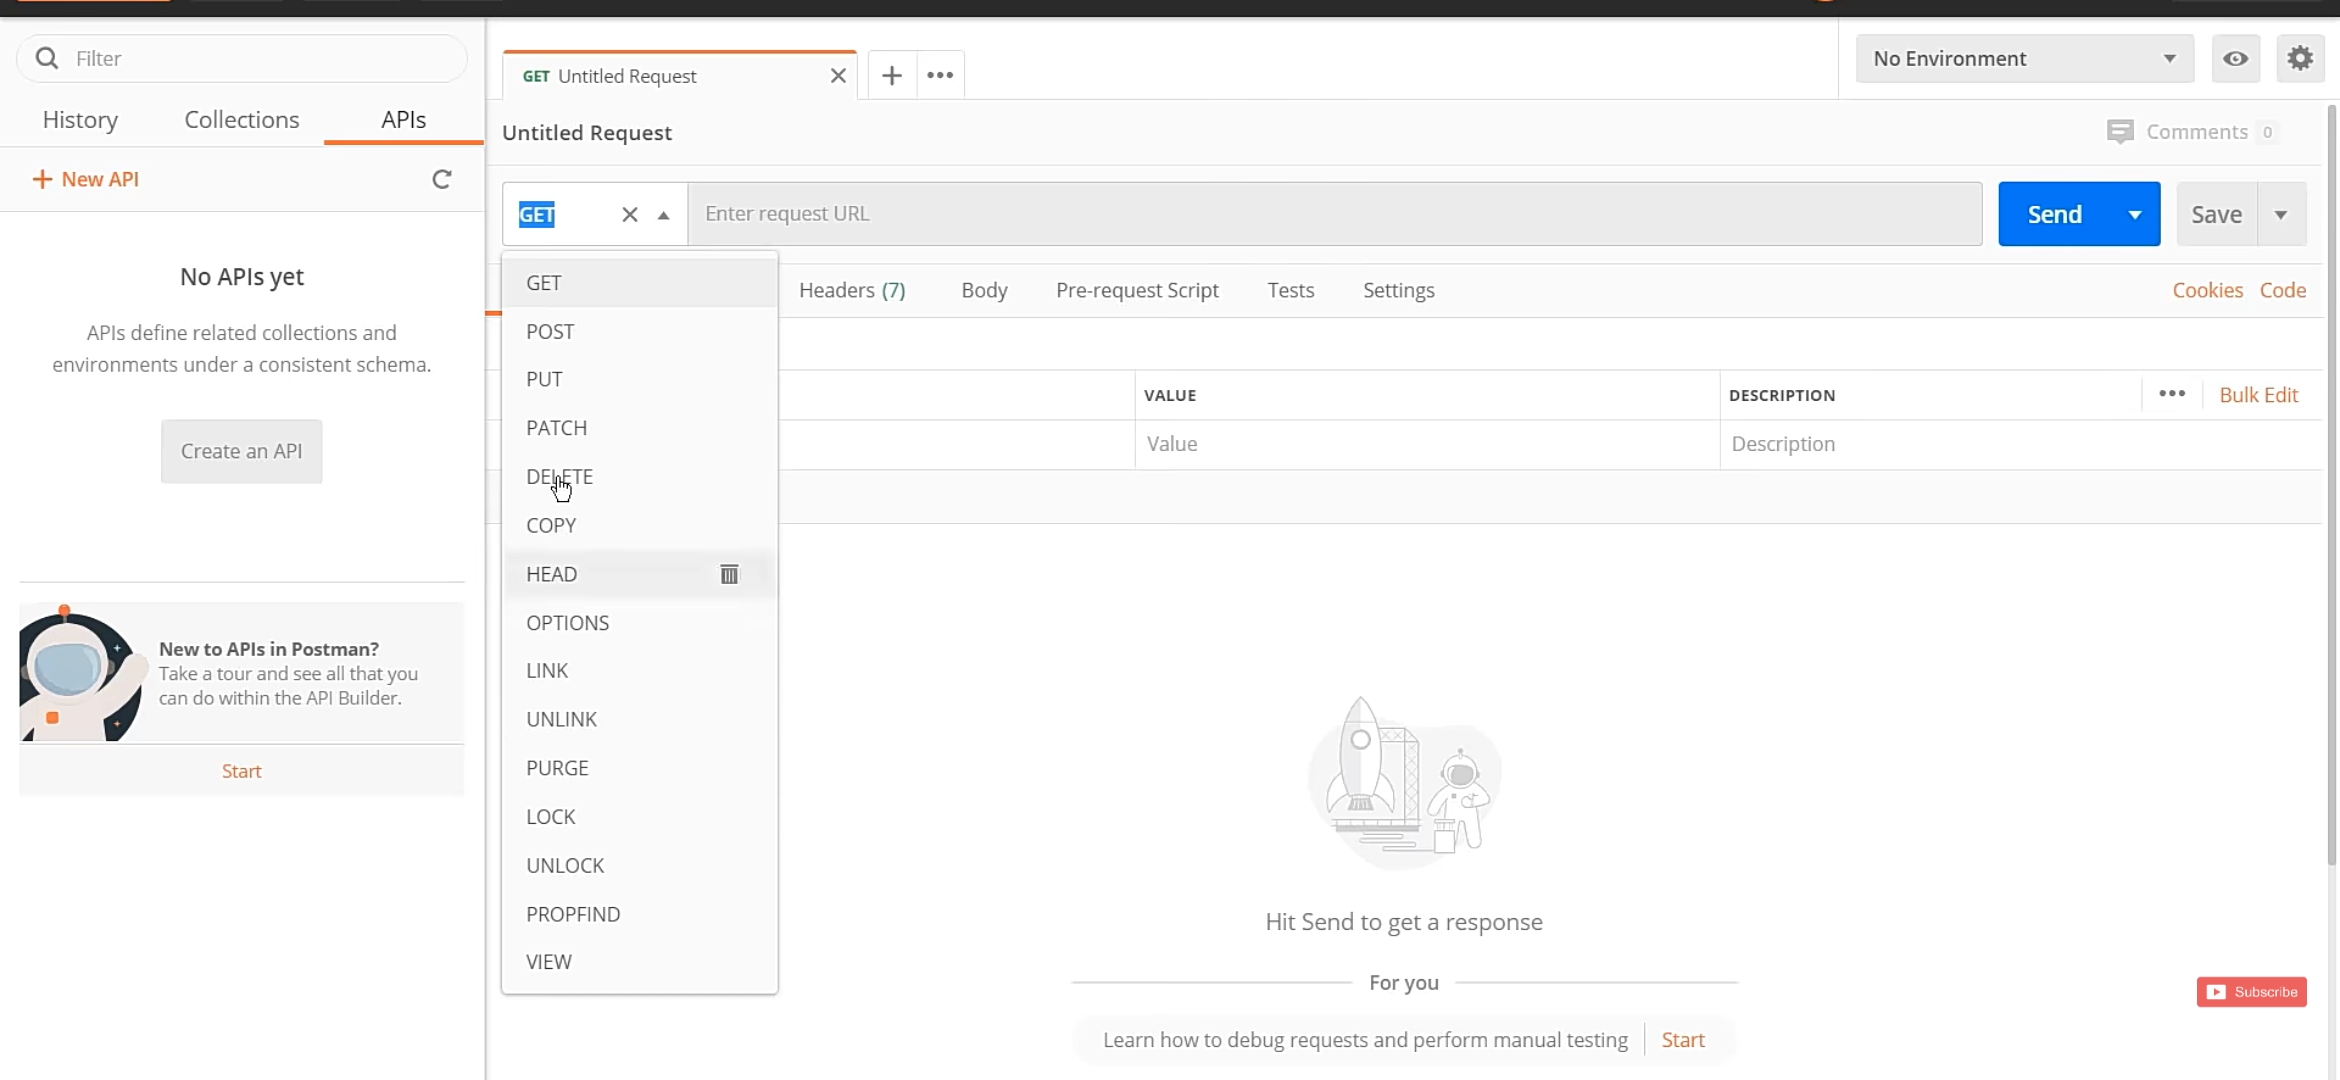 Filter
History
Collections
APIs
+ New API
No APIs yet
APIs define related collections and
environments under a consistent schema.
Create an API
New to APIs in Postman?
Take a tour and see all that you
can do within the API Builder.
Start
GET Untitled Request
No Environment
Untitled Request
Comments 0
GET
Enter request URL
Send
Save
GET
POST
PUT
PATCH
DELETE
COPY
HEAD
OPTIONS
LINK
UNLINK
PURGE
LOCK
UNLOCK
PROPFIND
VIEW
Headers (7)
Body
Pre-request Script
Tests
Settings
Cookies
Code
VALUE
DESCRIPTION
Bulk Edit
Value
Description
Hit Send to get a response
For you
Learn how to debug requests and perform manual testing
Start
Subscribe